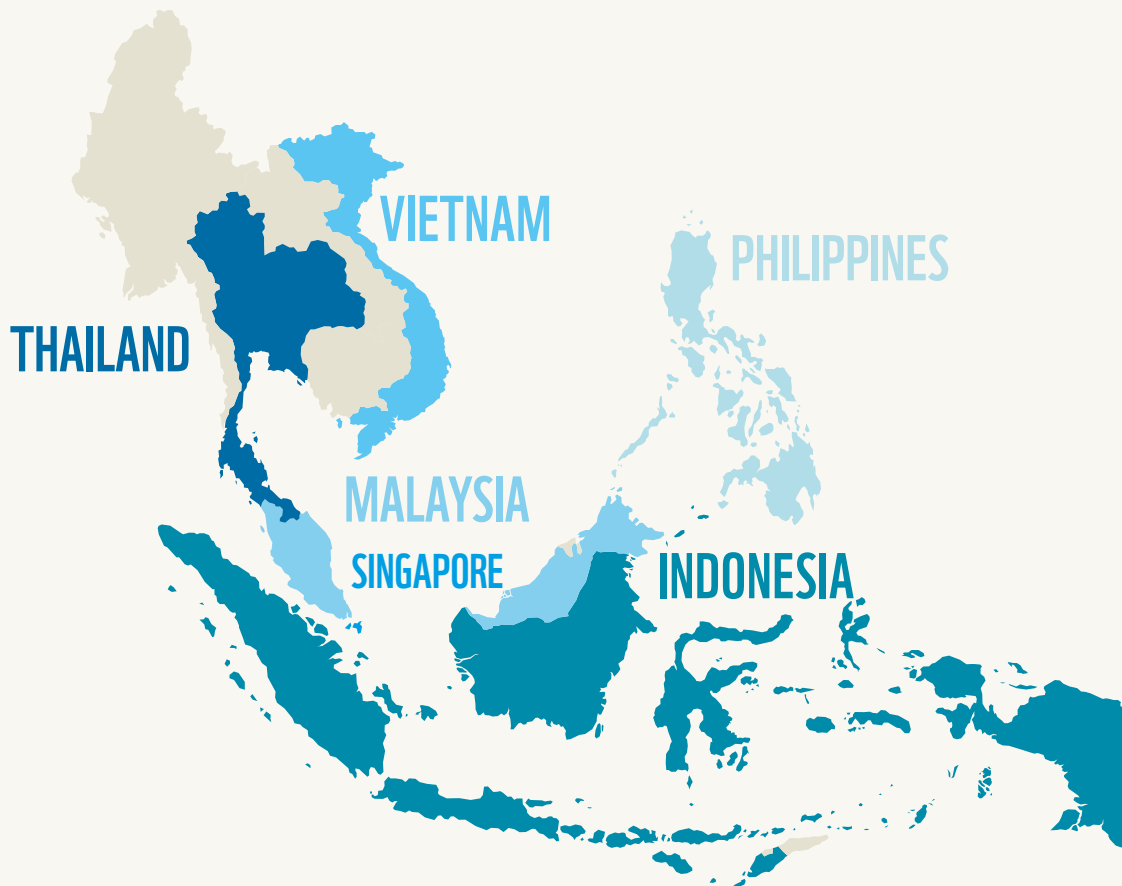 VIETNAM
PHILIPPINES
THAILAND
MALAYSIA
SINGAPORE
INDONESIA